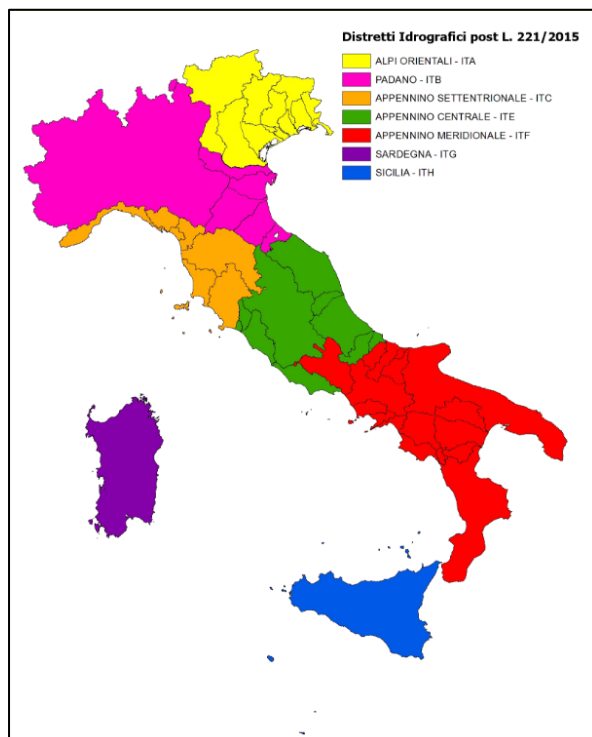 Distretti Idrografici post L. 221/2015
ALPI ORIENTALI - ITA
PADANO - ITB
APPENNINO SETTENTRIONALE - ITC
APPENNINO CENTRALE - ITE
APPENNINO MERIDIONALE - ITF
SARDEGNA - ITG
SICILIA - ITH